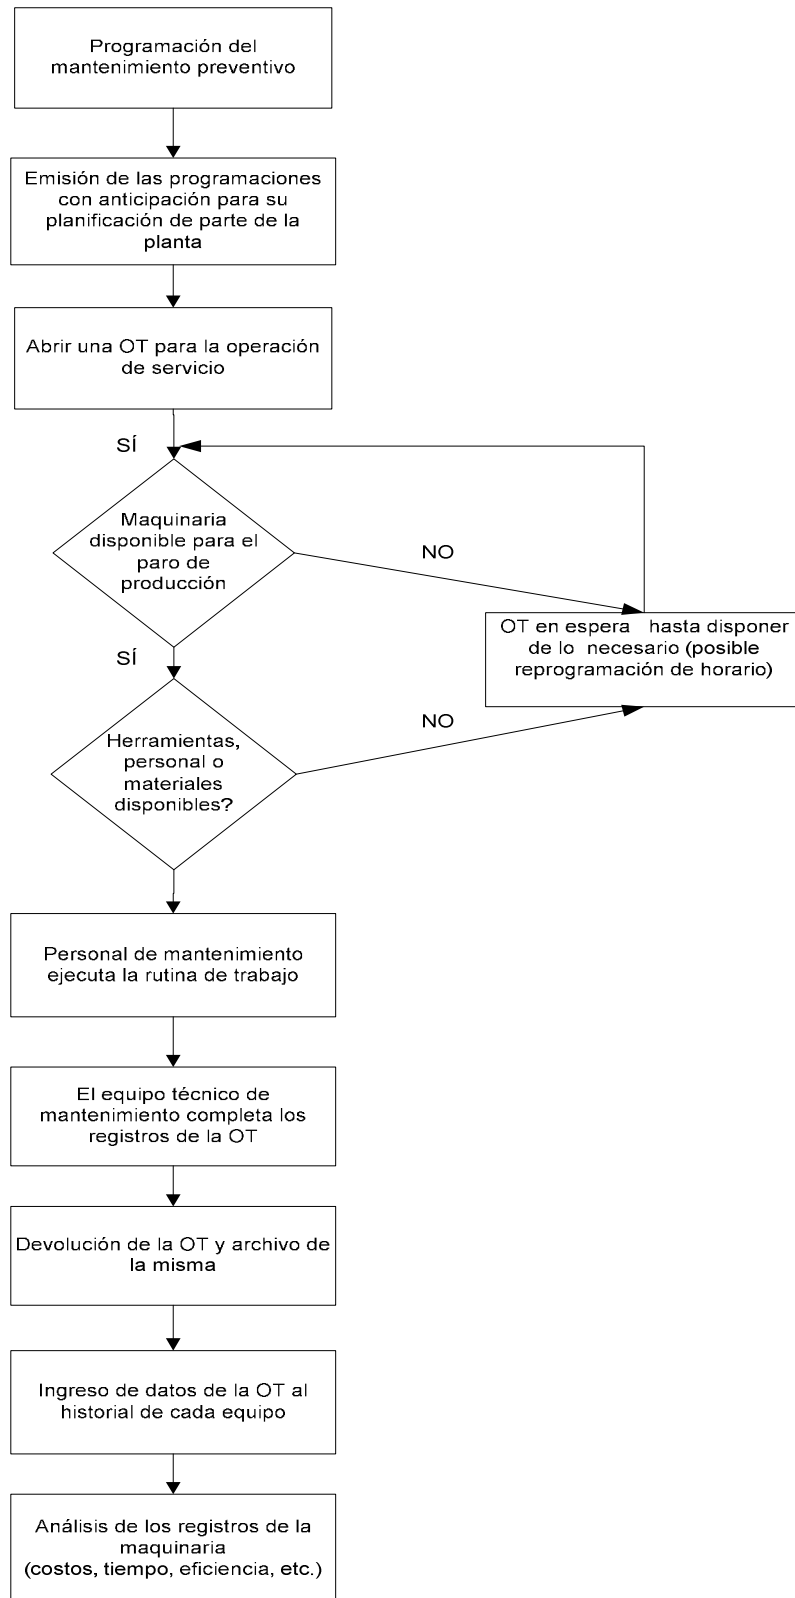 Programación del
mantenimiento preventivo
Emisión de las programaciones
con anticipación para su
planificación de parte de la
planta
Abrir una OT para la operación
de servicio
SÍ
Maquinaria
disponible para el
paro de
producción
NO
OT en espera hasta disponer
de lo necesario (posible
reprogramación de horario)
SÍ
Herramientas,
personal o
materiales
disponibles?
NO
Personal de mantenimiento
ejecuta la rutina de trabajo
El equipo técnico de
mantenimiento completa los
registros de la OT
Devolución de la OT y archivo de
la misma
Ingreso de datos de la OT al
historial de cada equipo
Análisis de los registros de la
maquinaria
(costos, tiempo, eficiencia, etc.)